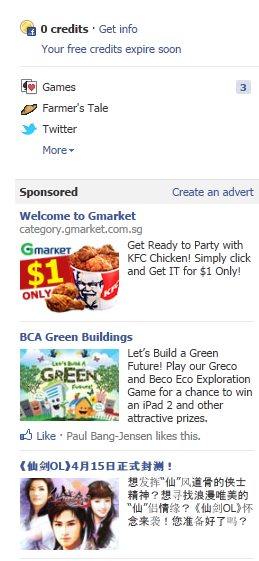 0 credits · Get info
Your free credits expire soon
Games 3
Farmer's Tale
Twitter
More
Sponsored Create an advert
Welcome to Gmarket
category.gmarket.com.sg
Gmarket
$1
ONLY
KFC
Get Ready to Party with
KFC Chicken! Simply click
and Get IT for $1 Only!
BCA Green Buildings
Let's Build a
GREEN
Future!
Let's Build a Green
Future! Play our Greco
and Beco Eco Exploration
Game for a chance to win
an iPad 2 and other
attractive prizes.
Like · Paul Bang-Jensen likes this.
《仙剑OL》4月15日正式封测！
想发挥“仙”风道骨的侠士
精神？想寻找浪漫唯美的
“仙”侣情缘？《仙剑OL》怀
念来袭！您准备好了吗？